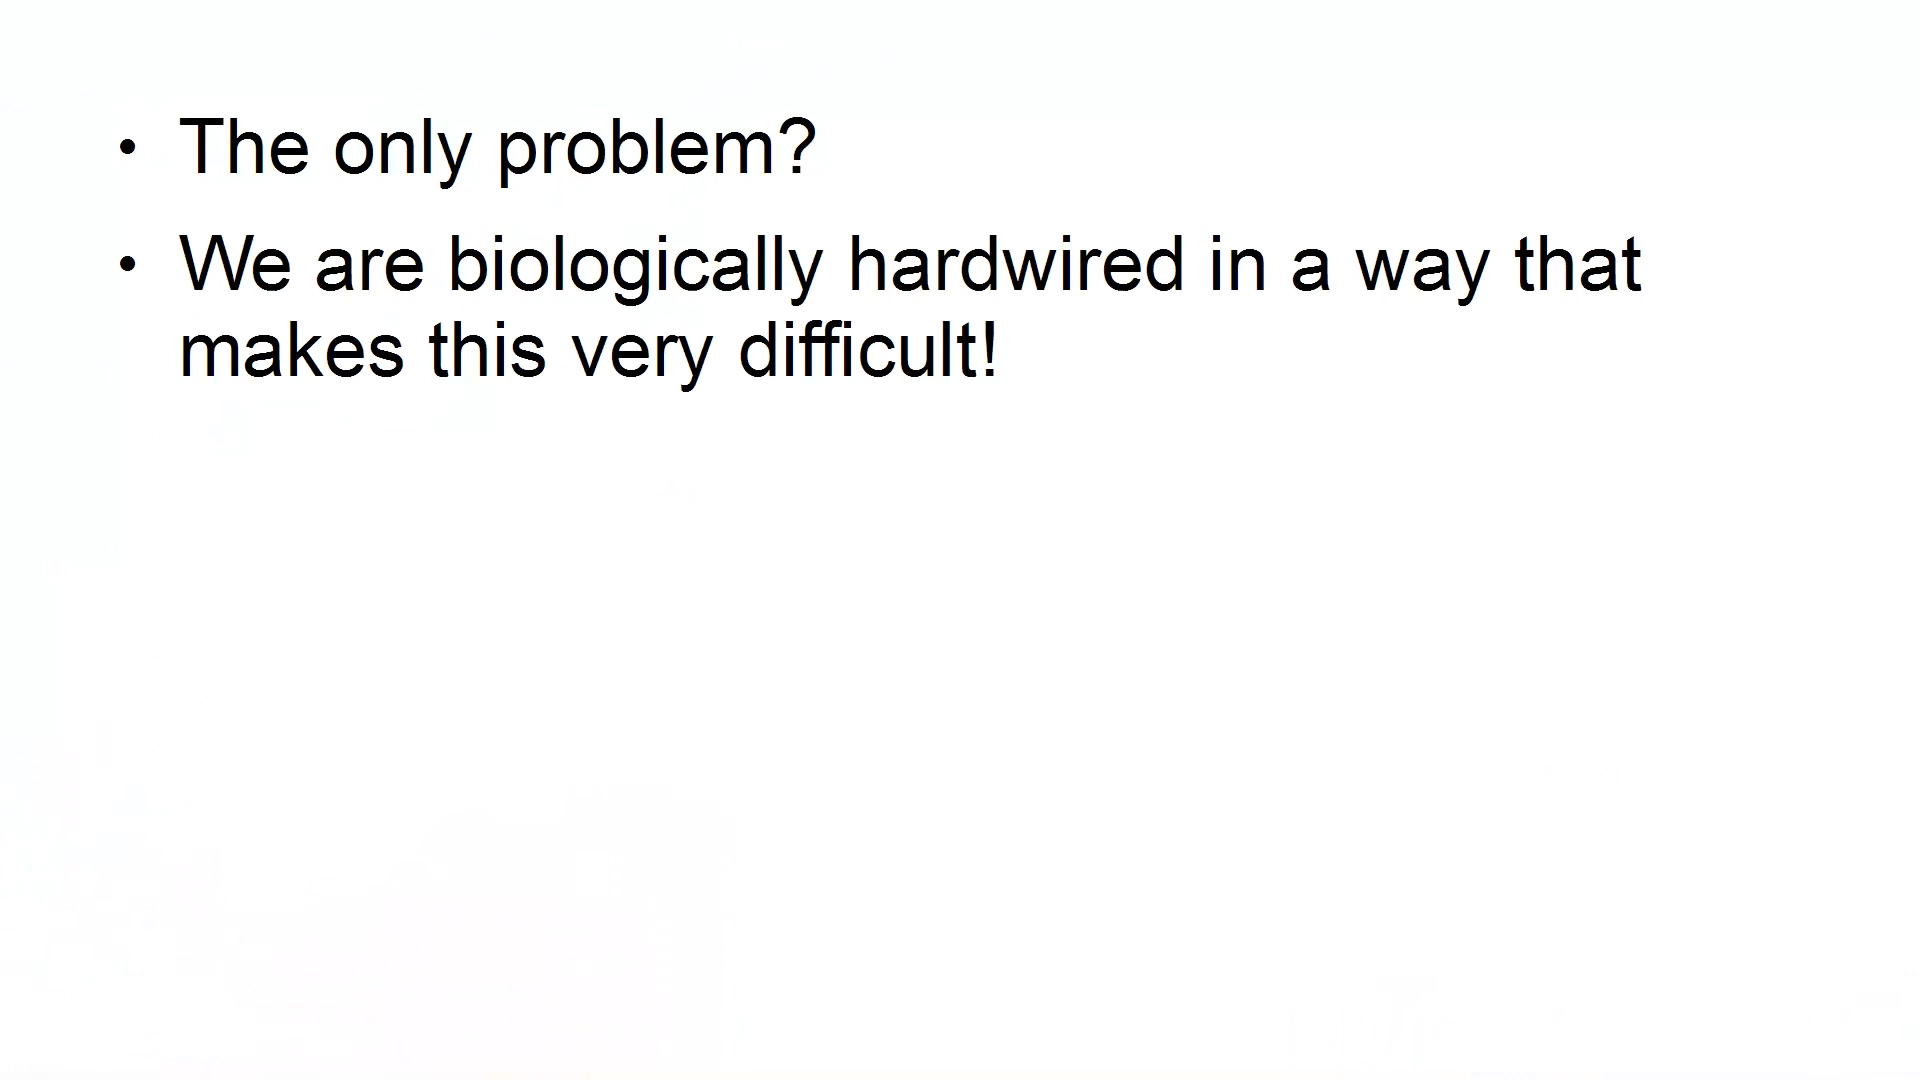 • The only problem?
• We are biologically hardwired in a way that
makes this very difficult!